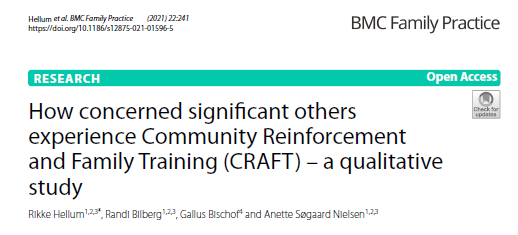 Hellum et al. BMC Family Practice (2021) 22:241
https://doi.org/10.1186/s12875-021-01596-5
BMC Family Practice
RESEARCH
Open Access
Check for
updates
How concerned significant others
experience Community Reinforcement
and Family Training (CRAFT) – a qualitative
study
Rikke Hellum1,2,3*, Randi Bilberg1,2,3, Gallus Bischof4 and Anette Søgaard Nielsen1,2,3